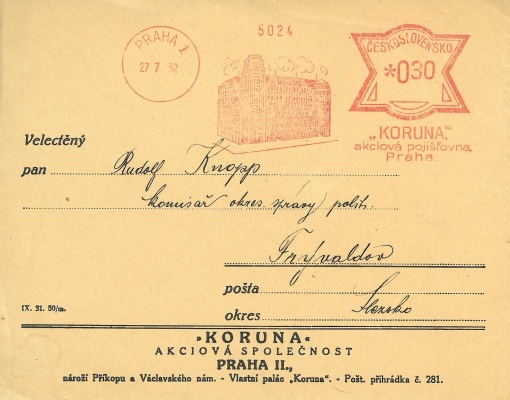 PRAHA 1
27 7 32
5024
ČESKOSLOVENSKO
*030
„KORUNA,"
akciová pojišťovna,
Praha.
Velectěný
pan Rudolf Knopp
komisař okres. správy polit.
Frývaldov
pošta
okres Slezsko
IX. 31. 50/m.
•KORUNA•
AKCIOVÁ SPOLEČNOST
PRAHA II.,
nároží Příkopu a Václavského nám. - Vlastní palác „Koruna". - Pošt. přihrádka č. 281.